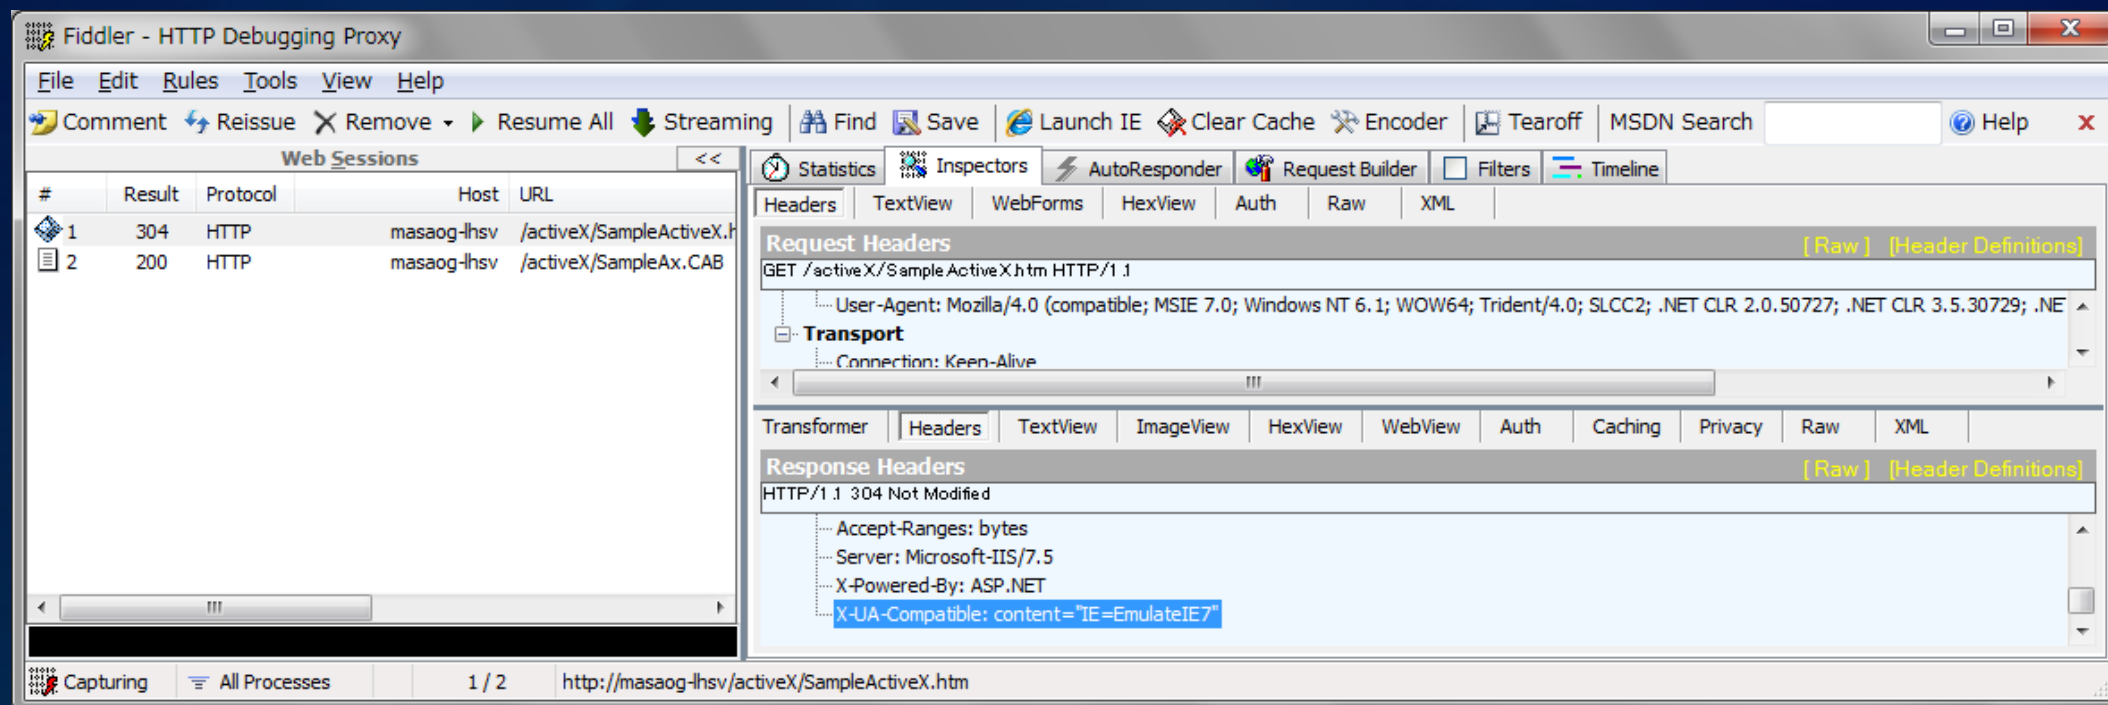 Fiddler - HTTP Debugging Proxy
File Edit Rules Tools View Help
Comment Reissue Remove Resume All Streaming Find Save Launch IE Clear Cache Encoder Tearoff MSDN Search Help x
Web Sessions <<
# Result Protocol Host URL
1 304 HTTP masaog-lhsv /activeX/SampleActiveX.h
2 200 HTTP masaog-lhsv /activeX/SampleAx.CAB
Statistics Inspectors AutoResponder Request Builder Filters Timeline
Headers TextView WebForms HexView Auth Raw XML
Request Headers [ Raw ] [Header Definitions]
GET /activeX/SampleActiveX.htm HTTP/1.1
User-Agent: Mozilla/4.0 (compatible; MSIE 7.0; Windows NT 6.1; WOW64; Trident/4.0; SLCC2; .NET CLR 2.0.50727; .NET CLR 3.5.30729; .NE
Transport
Connection: Keep-Alive
Transformer Headers TextView ImageView HexView WebView Auth Caching Privacy Raw XML
Response Headers [ Raw ] [Header Definitions]
HTTP/1.1 304 Not Modified
Accept-Ranges: bytes
Server: Microsoft-IIS/7.5
X-Powered-By: ASP.NET
X-UA-Compatible: content="IE=EmulateIE7"
Capturing All Processes 1 / 2 http://masaog-lhsv/activeX/SampleActiveX.htm